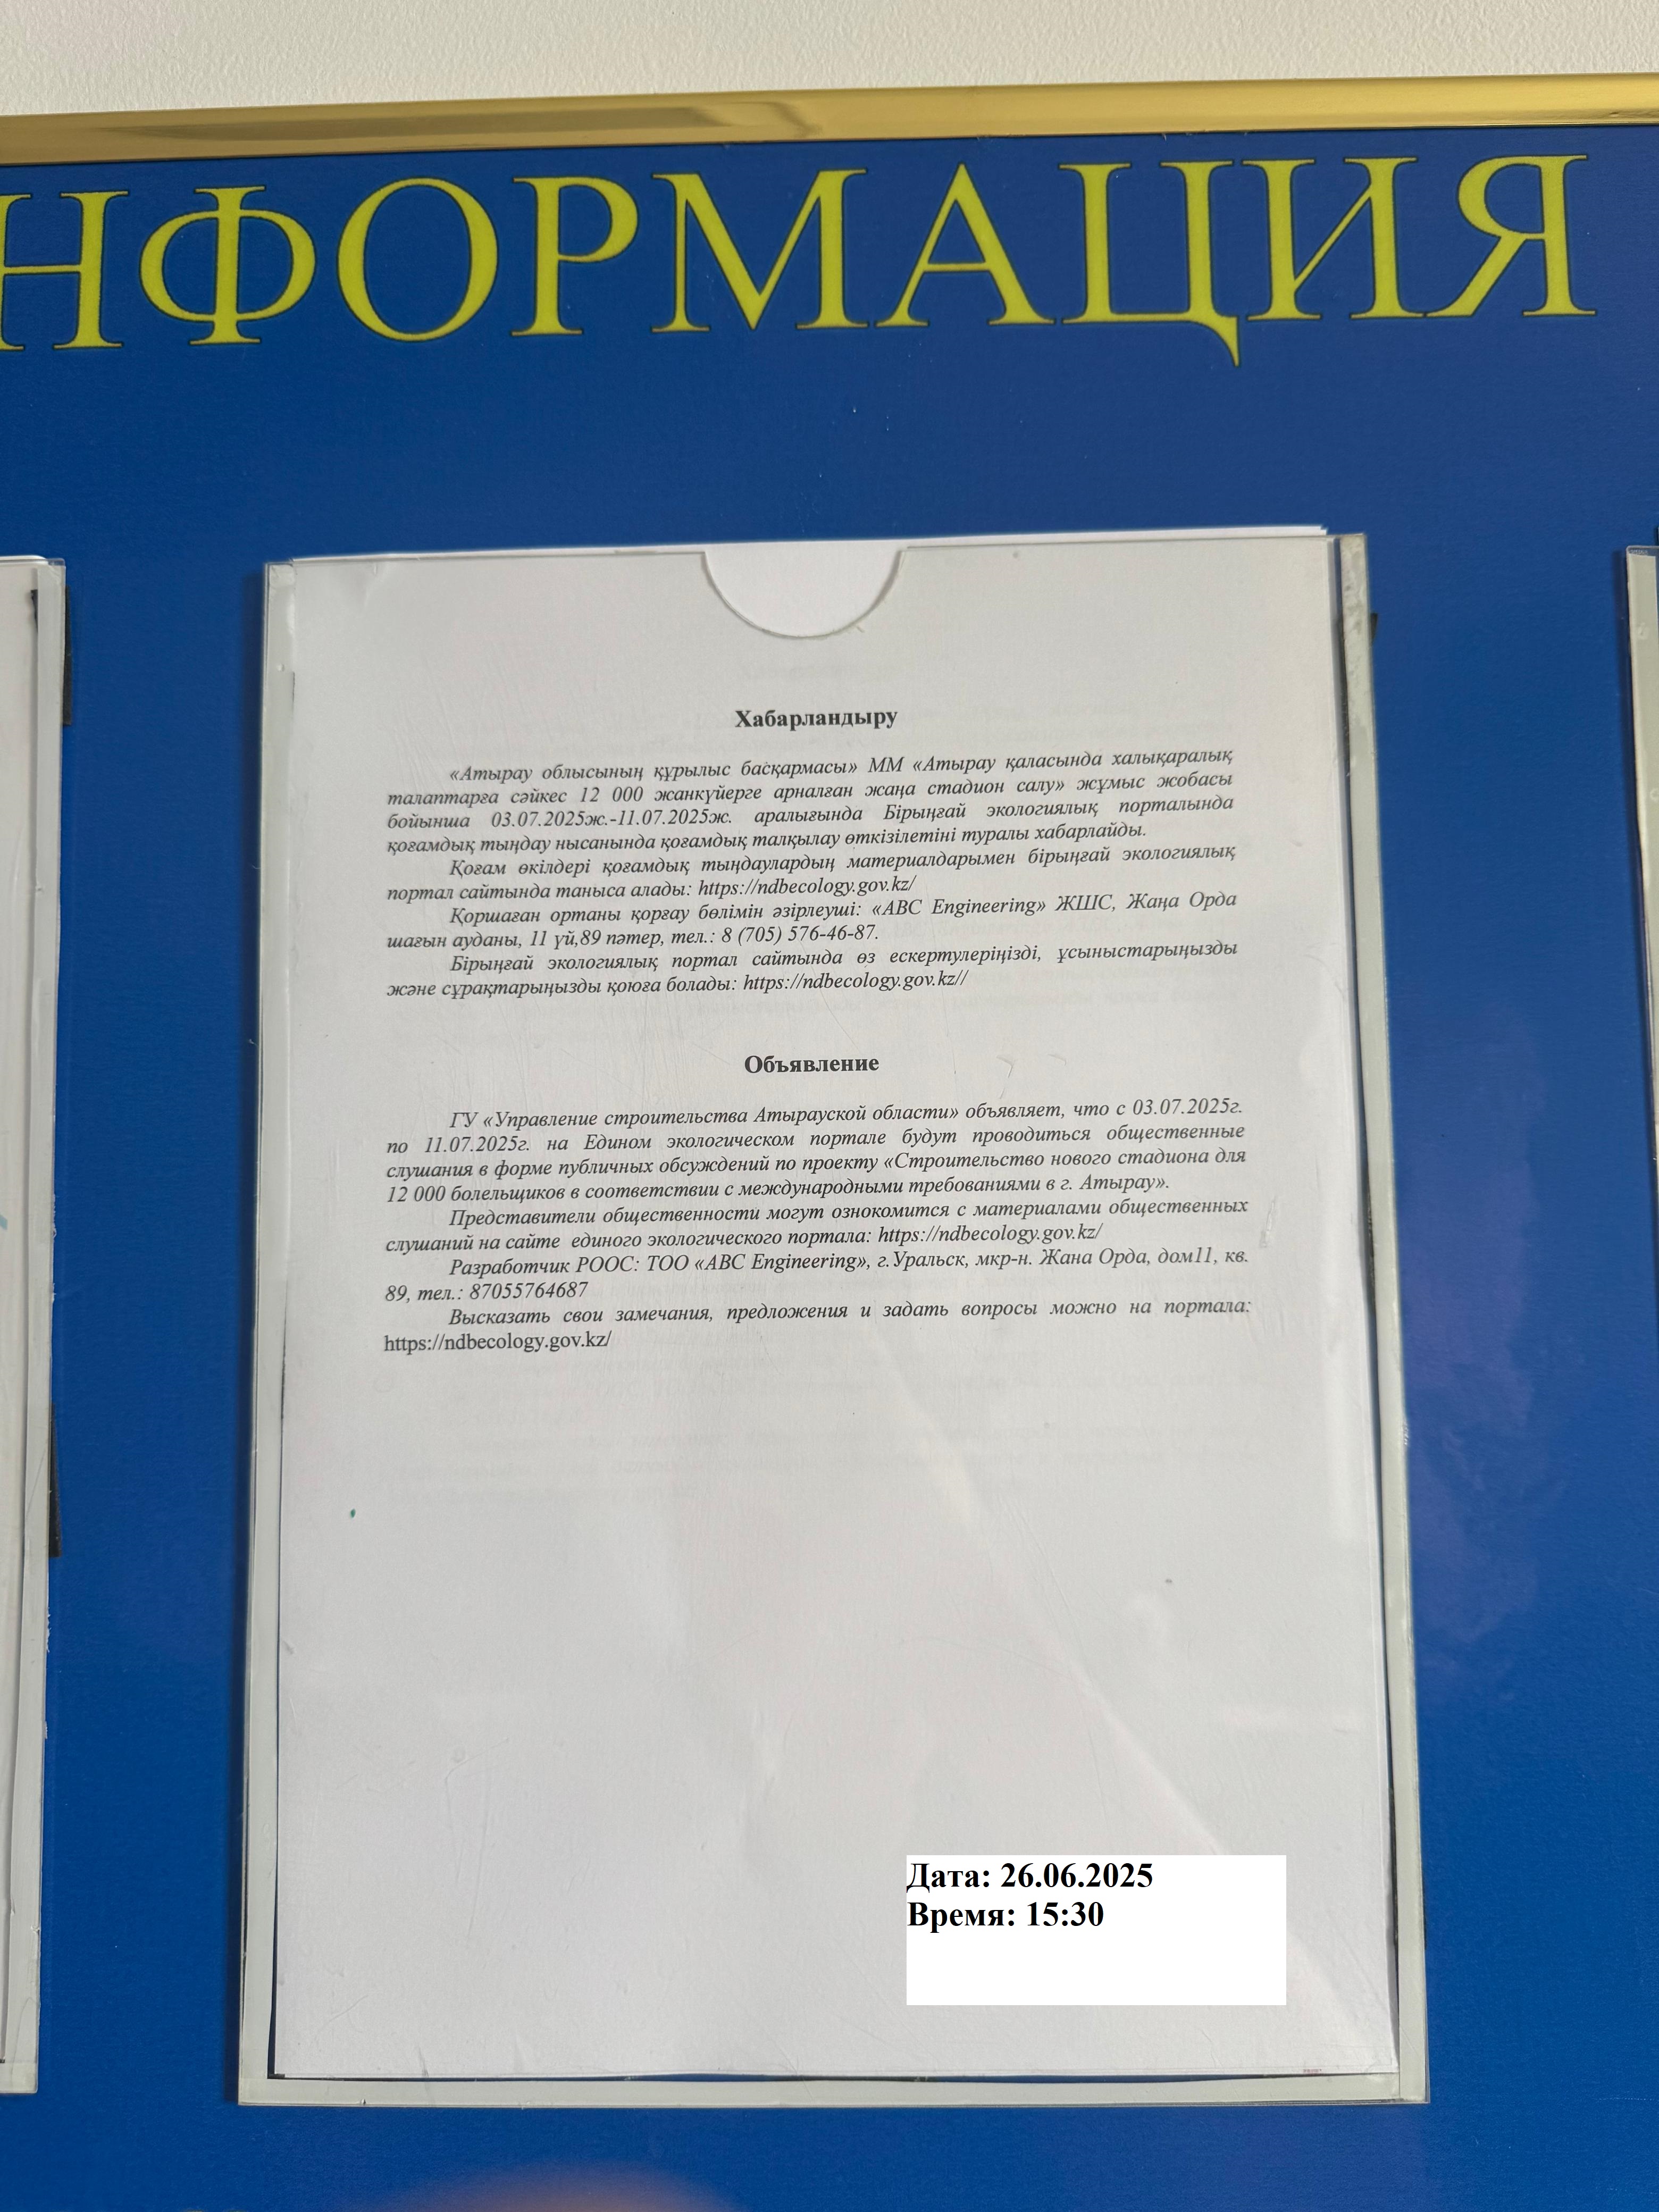 НФОРМАЦИЯ
Хабарландыру
«Атырау облысының құрылыс басқармасы» ММ «Атырау қаласында халықаралық
талаптарға сәйкес 12 000 жанкүйерге арналған жаңа стадион салу» жұмыс жобасы
бойынша 03.07.2025ж.-11.07.2025ж. аралығында Бірыңғай экологиялық порталында
қоғамдық тыңдау нысанында қоғамдық талқылау өткізілетіні туралы хабарлайды.
Қоғам өкілдері қоғамдық тыңдаулардың материалдарымен бірыңғай экологиялық
портал сайтында таныса алады: https://ndbecology.gov.kz/
Қоршаған ортаны қорғау бөлімін әзірлеуші: «ABC Engineering» ЖШС, Жаңа Орда
шағын ауданы, 11 үй,89 пәтер, тел.: 8 (705) 576-46-87.
Бірыңғай экологиялық портал сайтында өз ескертулеріңізді, ұсыныстарыңызды
және сұрақтарыңызды қоюға болады: https://ndbecology.gov.kz//
Объявление
ГУ «Управление строительства Атырауской области» объявляет, что с 03.07.2025г.
по 11.07.2025г. на Едином экологическом портале будут проводиться общественные
слушания в форме публичных обсуждений по проекту «Строительство нового стадиона для
12 000 болельщиков в соответствии с международными требованиями в г. Атырау».
Представители общественности могут ознокомится с материалами общественных
слушаний на сайте единого экологического портала: https://ndbecology.gov.kz/
Разработчик РООС: ТОО «ABC Engineering», г.Уральск, мкр-н. Жана Орда, дом11, кв.
89, тел.: 87055764687
Высказать свои замечания, предложения и задать вопросы можно на портала:
https://ndbecology.gov.kz/
Дата: 26.06.2025
Время: 15:30